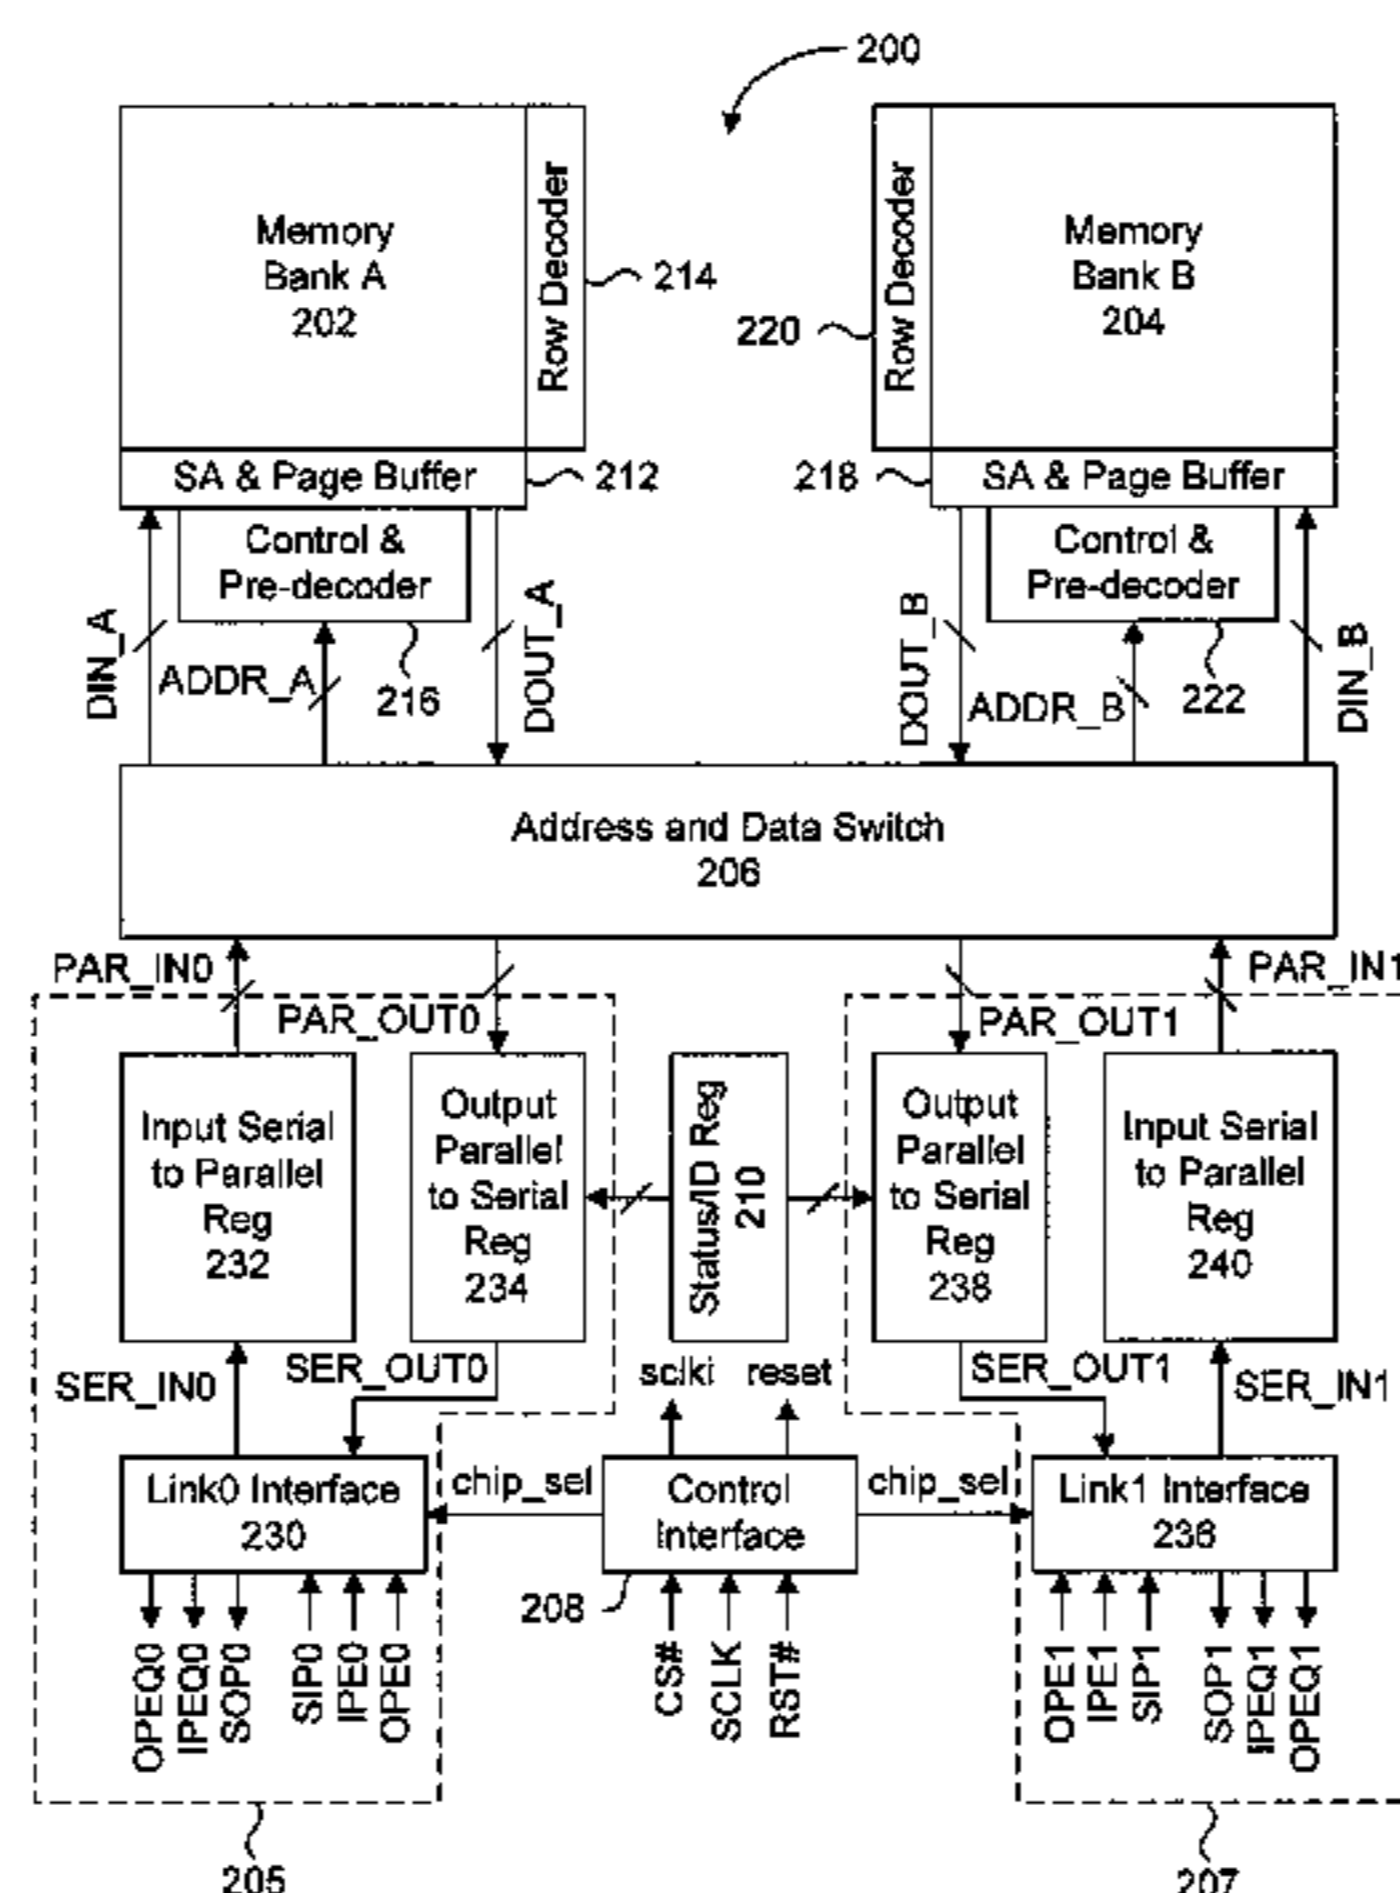 200
Memory
Bank A
202
Row Decoder
214
220
Row Decoder
Memory
Bank B
204
SA & Page Buffer
212
218
SA & Page Buffer
Control &
Pre-decoder
Control &
Pre-decoder
DIN_A
ADDR_A
216
DOUT_A
DOUT_B
ADDR_B
222
DIN_B
Address and Data Switch
206
PAR_IN0
PAR_OUT0
PAR_OUT1
PAR_IN1
Input Serial
to Parallel
Reg
232
Output
Parallel
to Serial
Reg
234
Status/ID Reg
210
Output
Parallel
to Serial
Reg
238
Input Serial
to Parallel
Reg
240
SER_IN0
SER_OUT0
sclki
reset
SER_OUT1
SER_IN1
Link0 Interface
230
chip_sel
Control
Interface
chip_sel
Link1 Interface
236
208
OPEQ0
IPEQ0
SOP0
SIP0
IPE0
OPE0
CS#
SCLK
RST#
OPE1
IPE1
SIP1
SOP1
IPEQ1
OPEQ1
205
207